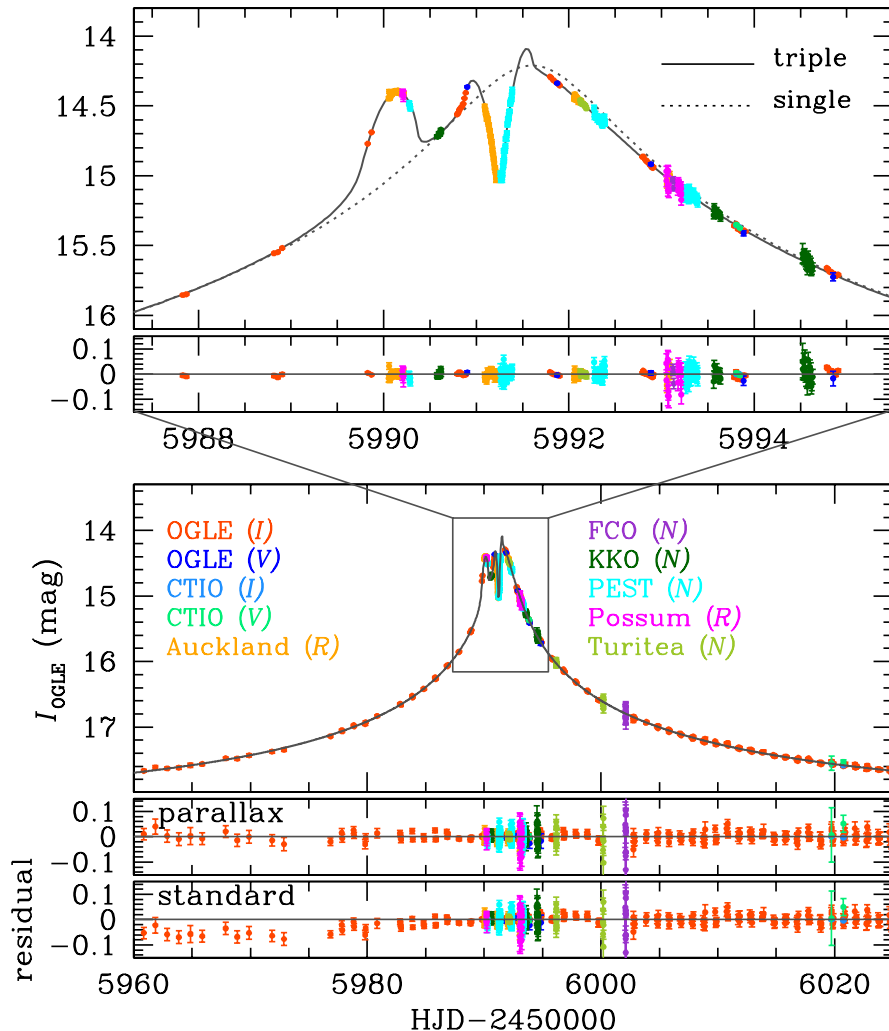 14
14.5
15
15.5
16
triple
single
0.1
0
−0.1
5988 5990 5992 5994
14
15
16
17
I_OGLE (mag)
OGLE (I)
OGLE (V)
CTIO (I)
CTIO (V)
Auckland (R)
FCO (N)
KKO (N)
PEST (N)
Possum (R)
Turitea (N)
0.1
0
−0.1
parallax
0.1
0
−0.1
standard
residual
5960 5980 6000 6020
HJD−2450000